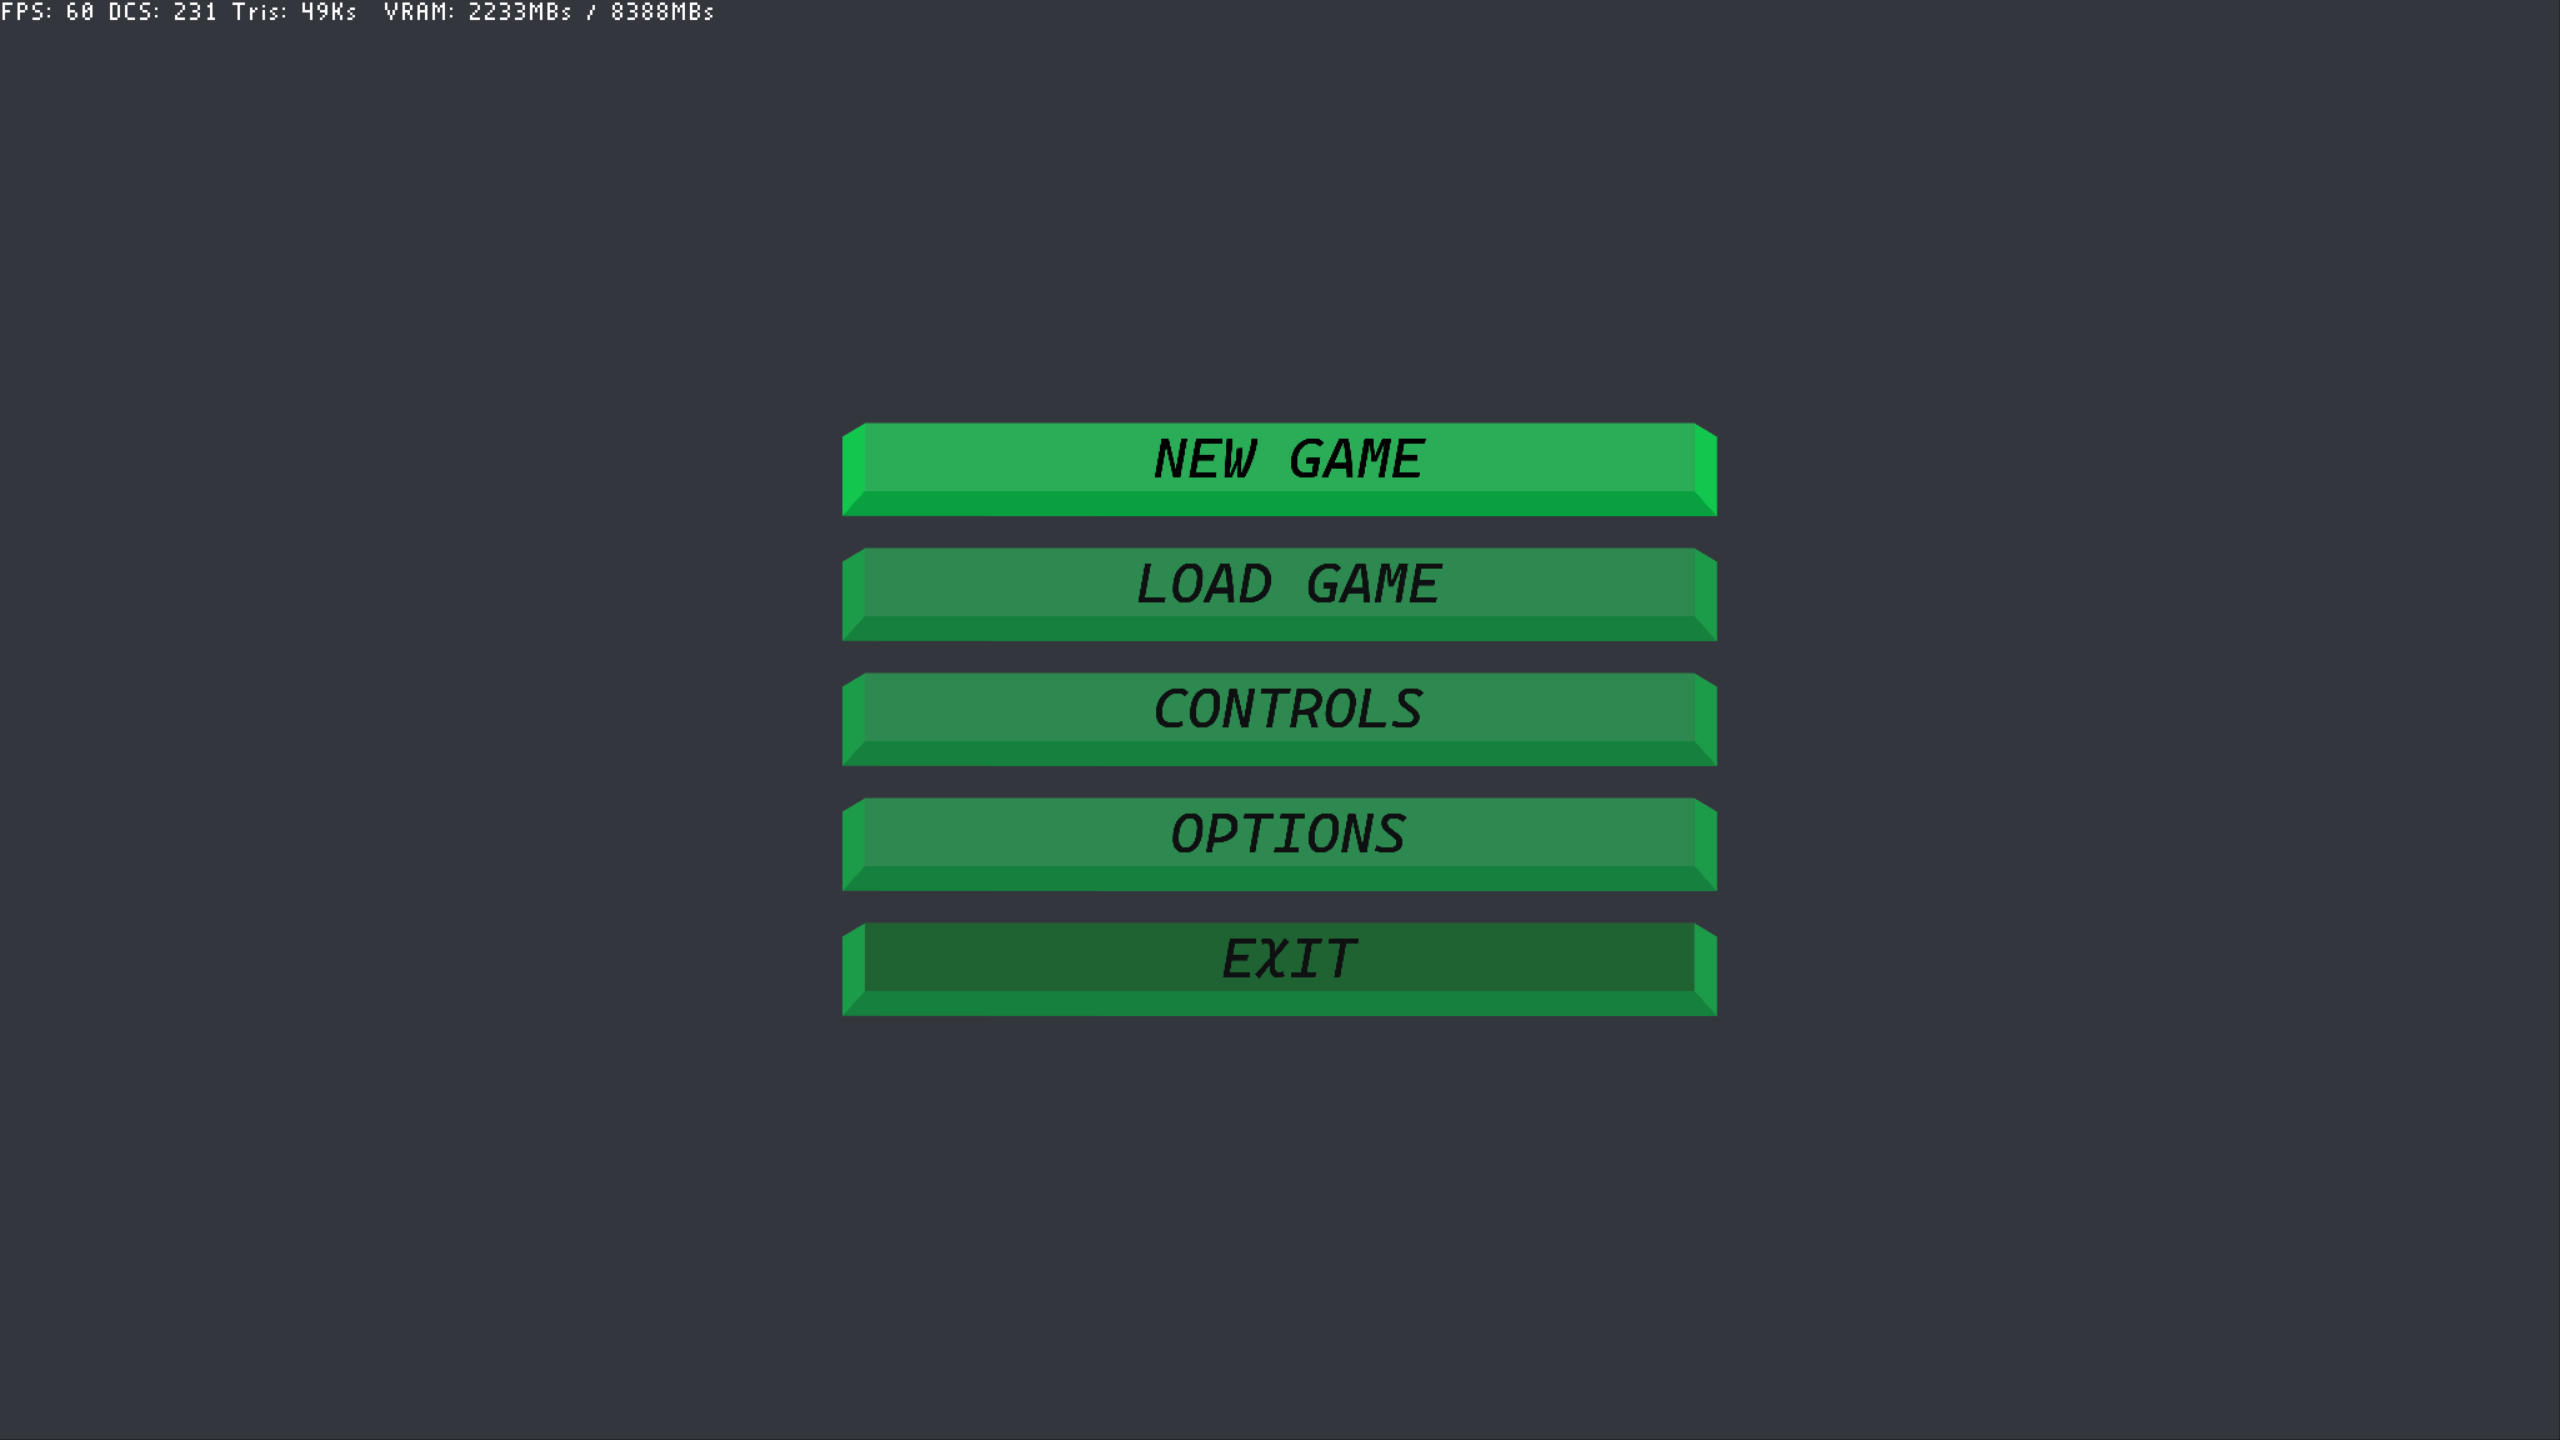 FPS: 60 DCS: 231 Tris: 49Ks  VRAM: 2233MBs / 8388MBs
NEW GAME
LOAD GAME
CONTROLS
OPTIONS
EXIT